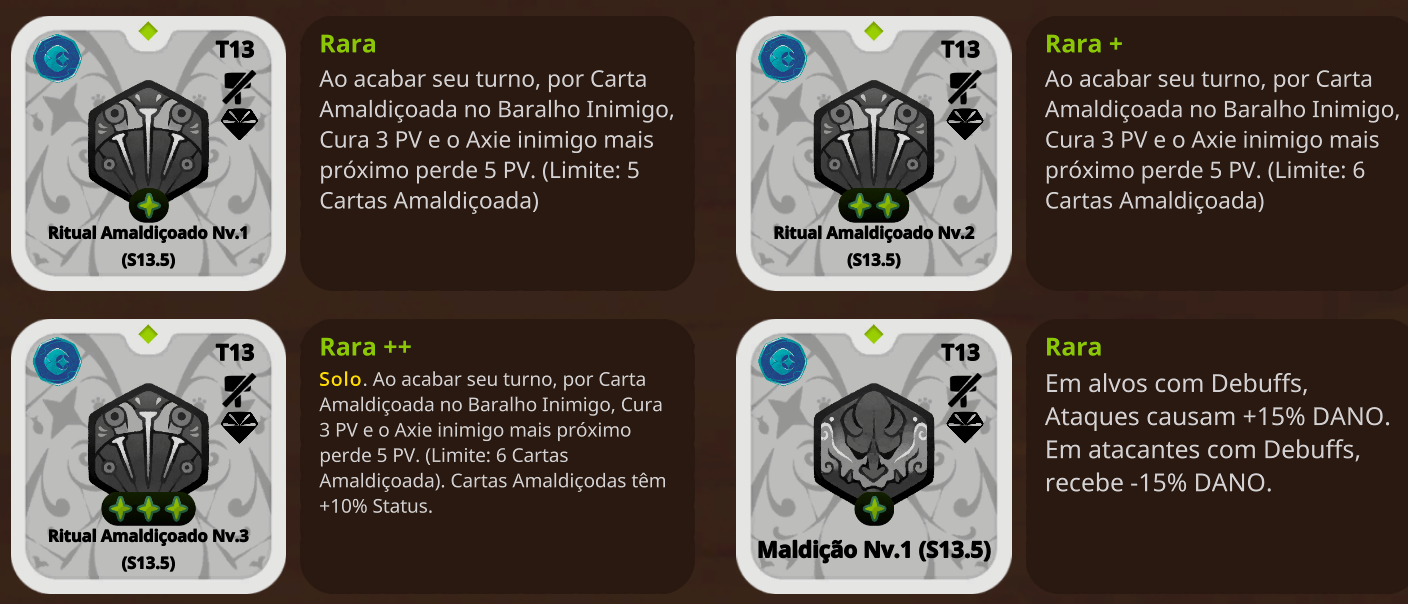 T13
Ritual Amaldiçoado Nv.1
(S13.5)
Rara
Ao acabar seu turno, por Carta
Amaldiçoada no Baralho Inimigo,
Cura 3 PV e o Axie inimigo mais
próximo perde 5 PV. (Limite: 5
Cartas Amaldiçoada)
T13
Ritual Amaldiçoado Nv.2
(S13.5)
Rara +
Ao acabar seu turno, por Carta
Amaldiçoada no Baralho Inimigo,
Cura 3 PV e o Axie inimigo mais
próximo perde 5 PV. (Limite: 6
Cartas Amaldiçoada)
T13
Ritual Amaldiçoado Nv.3
(S13.5)
Rara ++
Solo. Ao acabar seu turno, por Carta
Amaldiçoada no Baralho Inimigo, Cura
3 PV e o Axie inimigo mais próximo
perde 5 PV. (Limite: 6 Cartas
Amaldiçoada). Cartas Amaldiçodas têm
+10% Status.
T13
Maldição Nv.1 (S13.5)
Rara
Em alvos com Debuffs,
Ataques causam +15% DANO.
Em atacantes com Debuffs,
recebe -15% DANO.